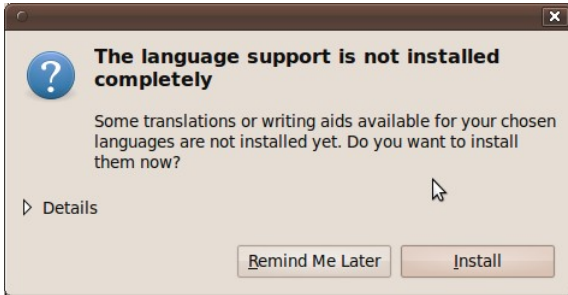 The language support is not installed
completely
Some translations or writing aids available for your chosen
languages are not installed yet. Do you want to install
them now?
Details
Remind Me Later Install